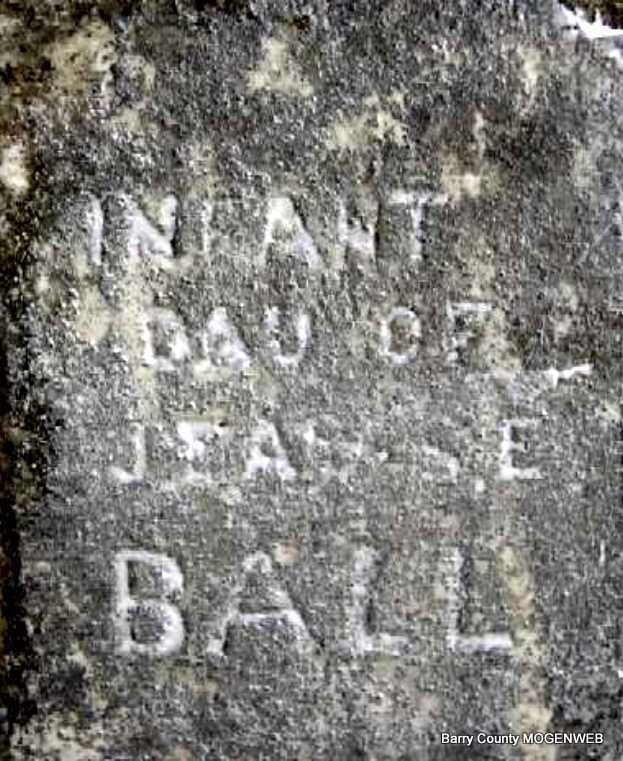 INFANT
DAU OF
J E S.E
BALL
Barry County MOGENWEB